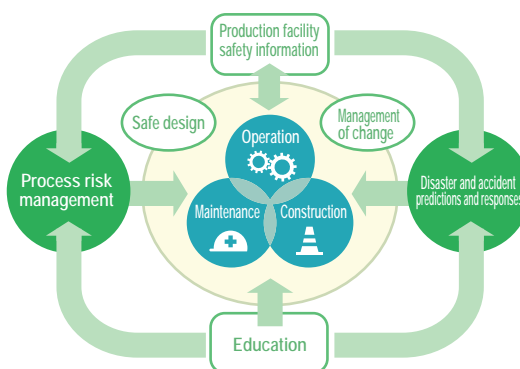 Production facility
safety information
Safe design
Management
of change
Operation
Process risk
management
Maintenance
Construction
Disaster and accident
predictions and responses
Education